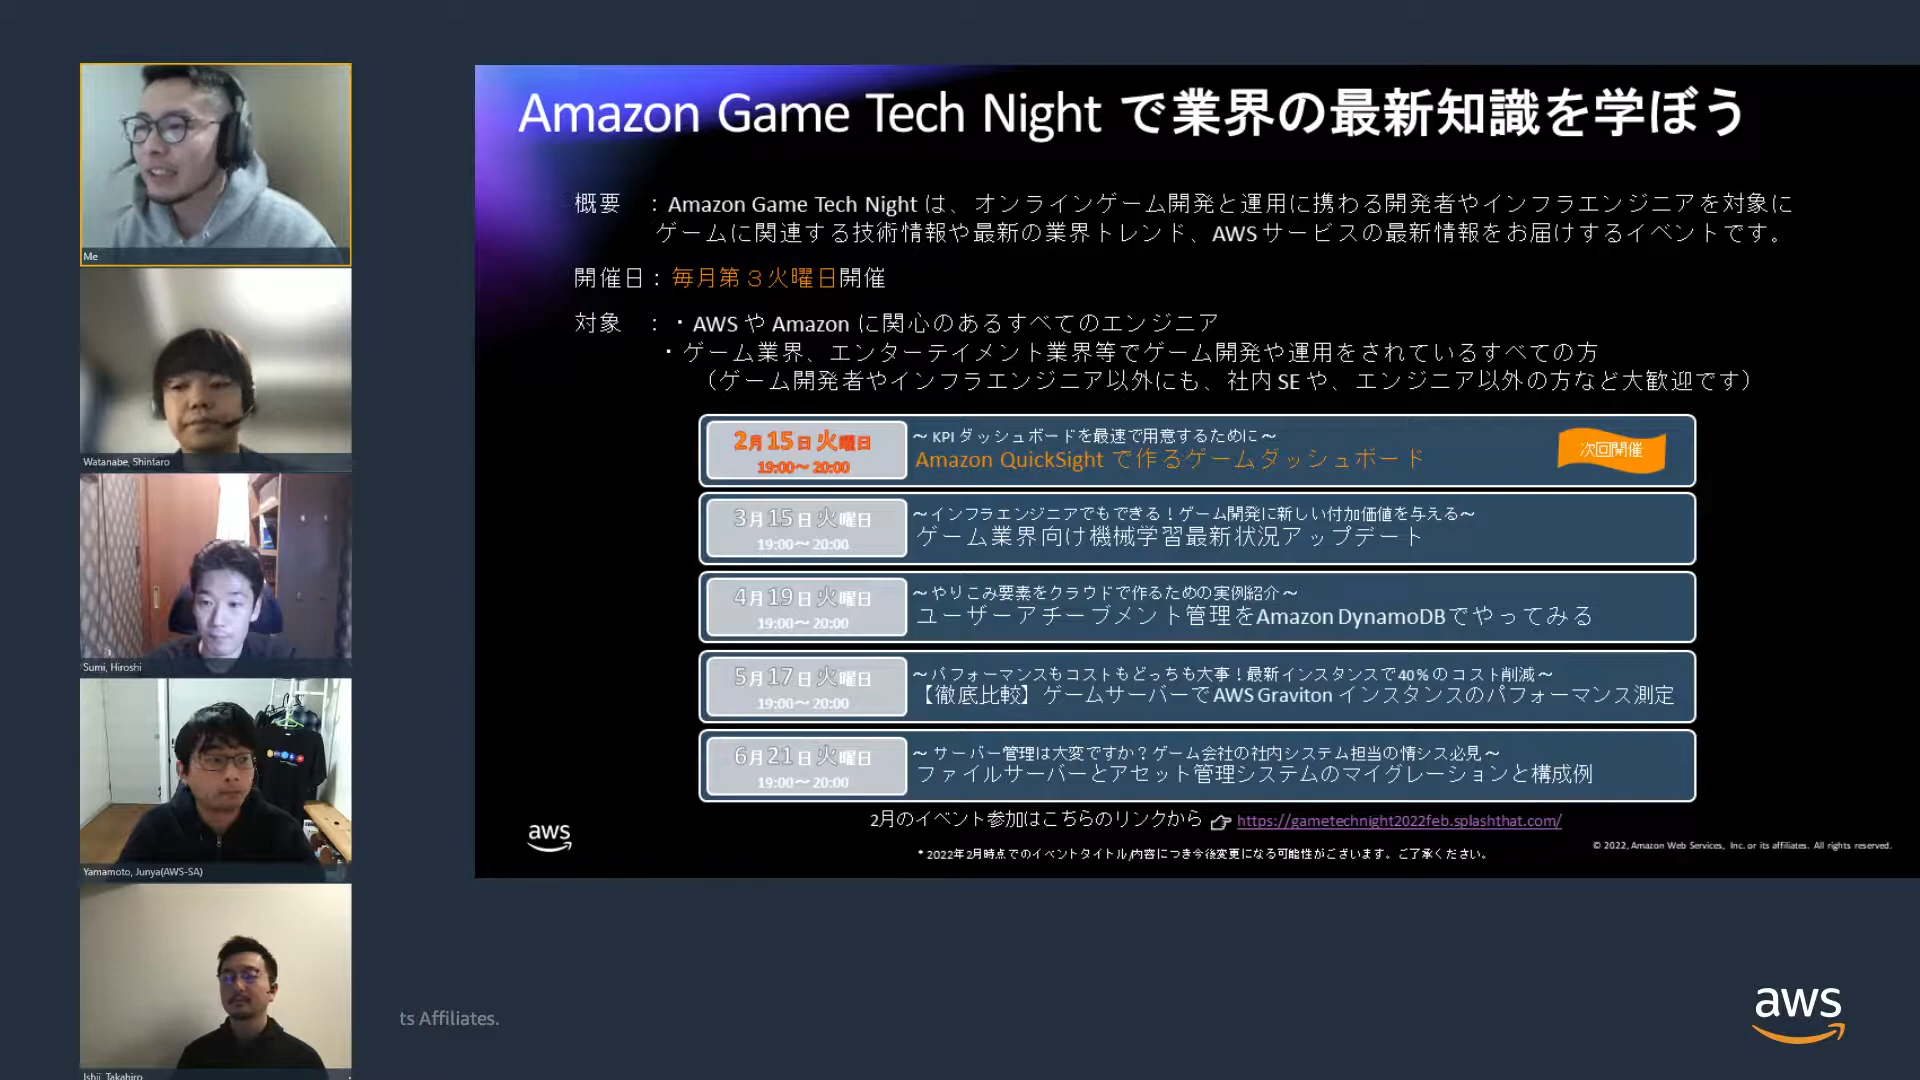 Me
Watanabe, Shintaro
Sumi, Hiroshi
Yamamoto, Junya(AWS-SA)
Ishii, Takahiro
Amazon Game Tech Night で業界の最新知識を学ぼう
概要 ：Amazon Game Tech Night は、オンラインゲーム開発と運用に携わる開発者やインフラエンジニアを対象に
ゲームに関連する技術情報や最新の業界トレンド、AWSサービスの最新情報をお届けするイベントです。
開催日：毎月第３火曜日開催
対象 ：・AWS や Amazon に関心のあるすべてのエンジニア
・ゲーム業界、エンターテイメント業界等でゲーム開発や運用をされているすべての方
（ゲーム開発者やインフラエンジニア以外にも、社内 SE や、エンジニア以外の方など大歓迎です）
2月15日 火曜日
19:00～ 20:00
～ KPI ダッシュボードを最速で用意するために～
Amazon QuickSight で作るゲームダッシュボード
次回開催
3月15日 火曜日
19:00～ 20:00
～インフラエンジニアでもできる！ゲーム開発に新しい付加価値を与える～
ゲーム業界向け機械学習最新状況アップデート
4月19日 火曜日
19:00～ 20:00
～やりこみ要素をクラウドで作るための実例紹介～
ユーザーアチーブメント管理をAmazon DynamoDBでやってみる
5月17日 火曜日
19:00～ 20:00
～パフォーマンスもコストもどっちも大事！最新インスタンスで40%のコスト削減～
【徹底比較】ゲームサーバーでAWS Graviton インスタンスのパフォーマンス測定
6月21日 火曜日
19:00～ 20:00
～ サーバー管理は大変ですか？ゲーム会社の社内システム担当の情シス必見～
ファイルサーバーとアセット管理システムのマイグレーションと構成例
2月のイベント参加はこちらのリンクから https://gametechnight2022feb.splashthat.com/
* 2022年2月時点でのイベントタイトル/内容につき今後変更になる可能性がございます。ご了承ください。
aws
© 2022, Amazon Web Services, Inc. or its affiliates. All rights reserved.
ts Affiliates.
aws